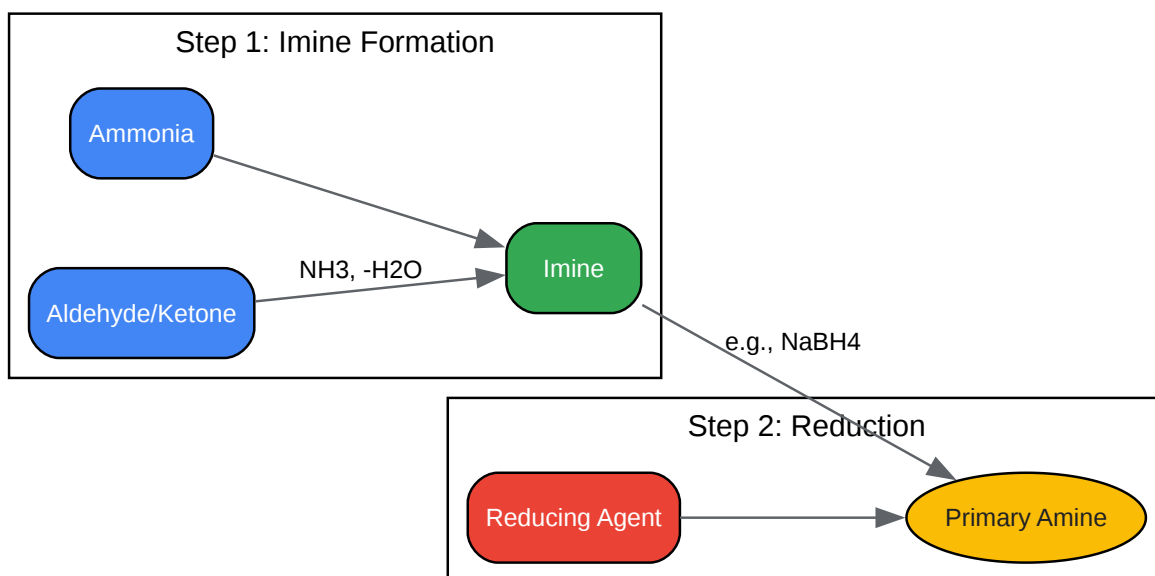 Step 1: Imine Formation
Ammonia
NH3, -H2O
Imine
Aldehyde/Ketone
e.g., NaBH4
Step 2: Reduction
Reducing Agent
Primary Amine